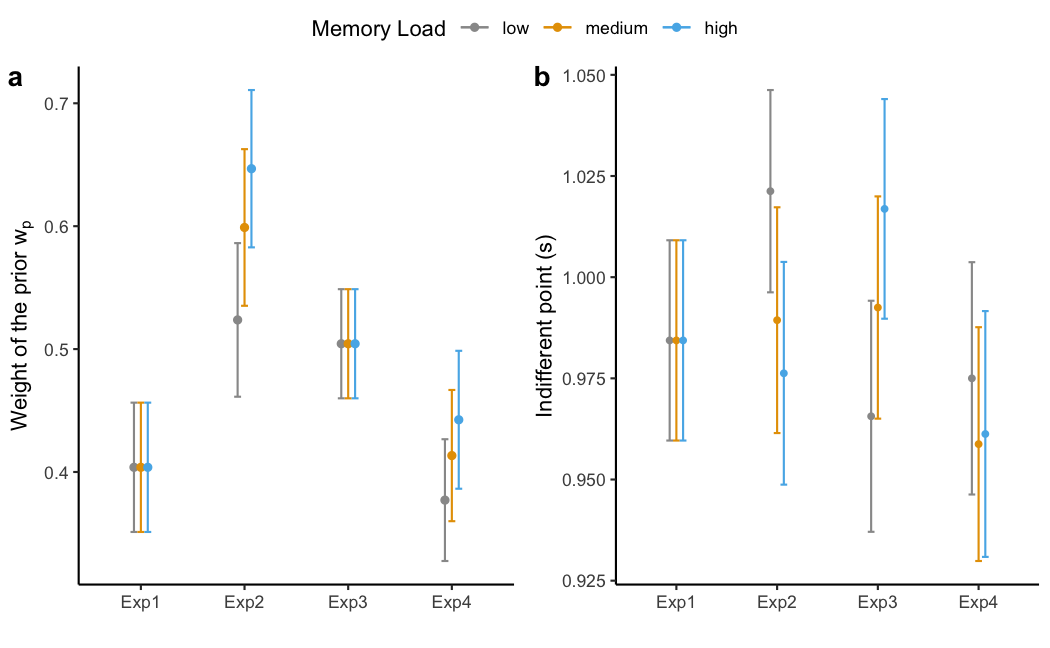 Memory Load low medium high
a
Weight of the prior wp
0.7
0.6
0.5
0.4
Exp1 Exp2 Exp3 Exp4
b
Indifferent point (s)
1.050
1.025
1.000
0.975
0.950
0.925
Exp1 Exp2 Exp3 Exp4